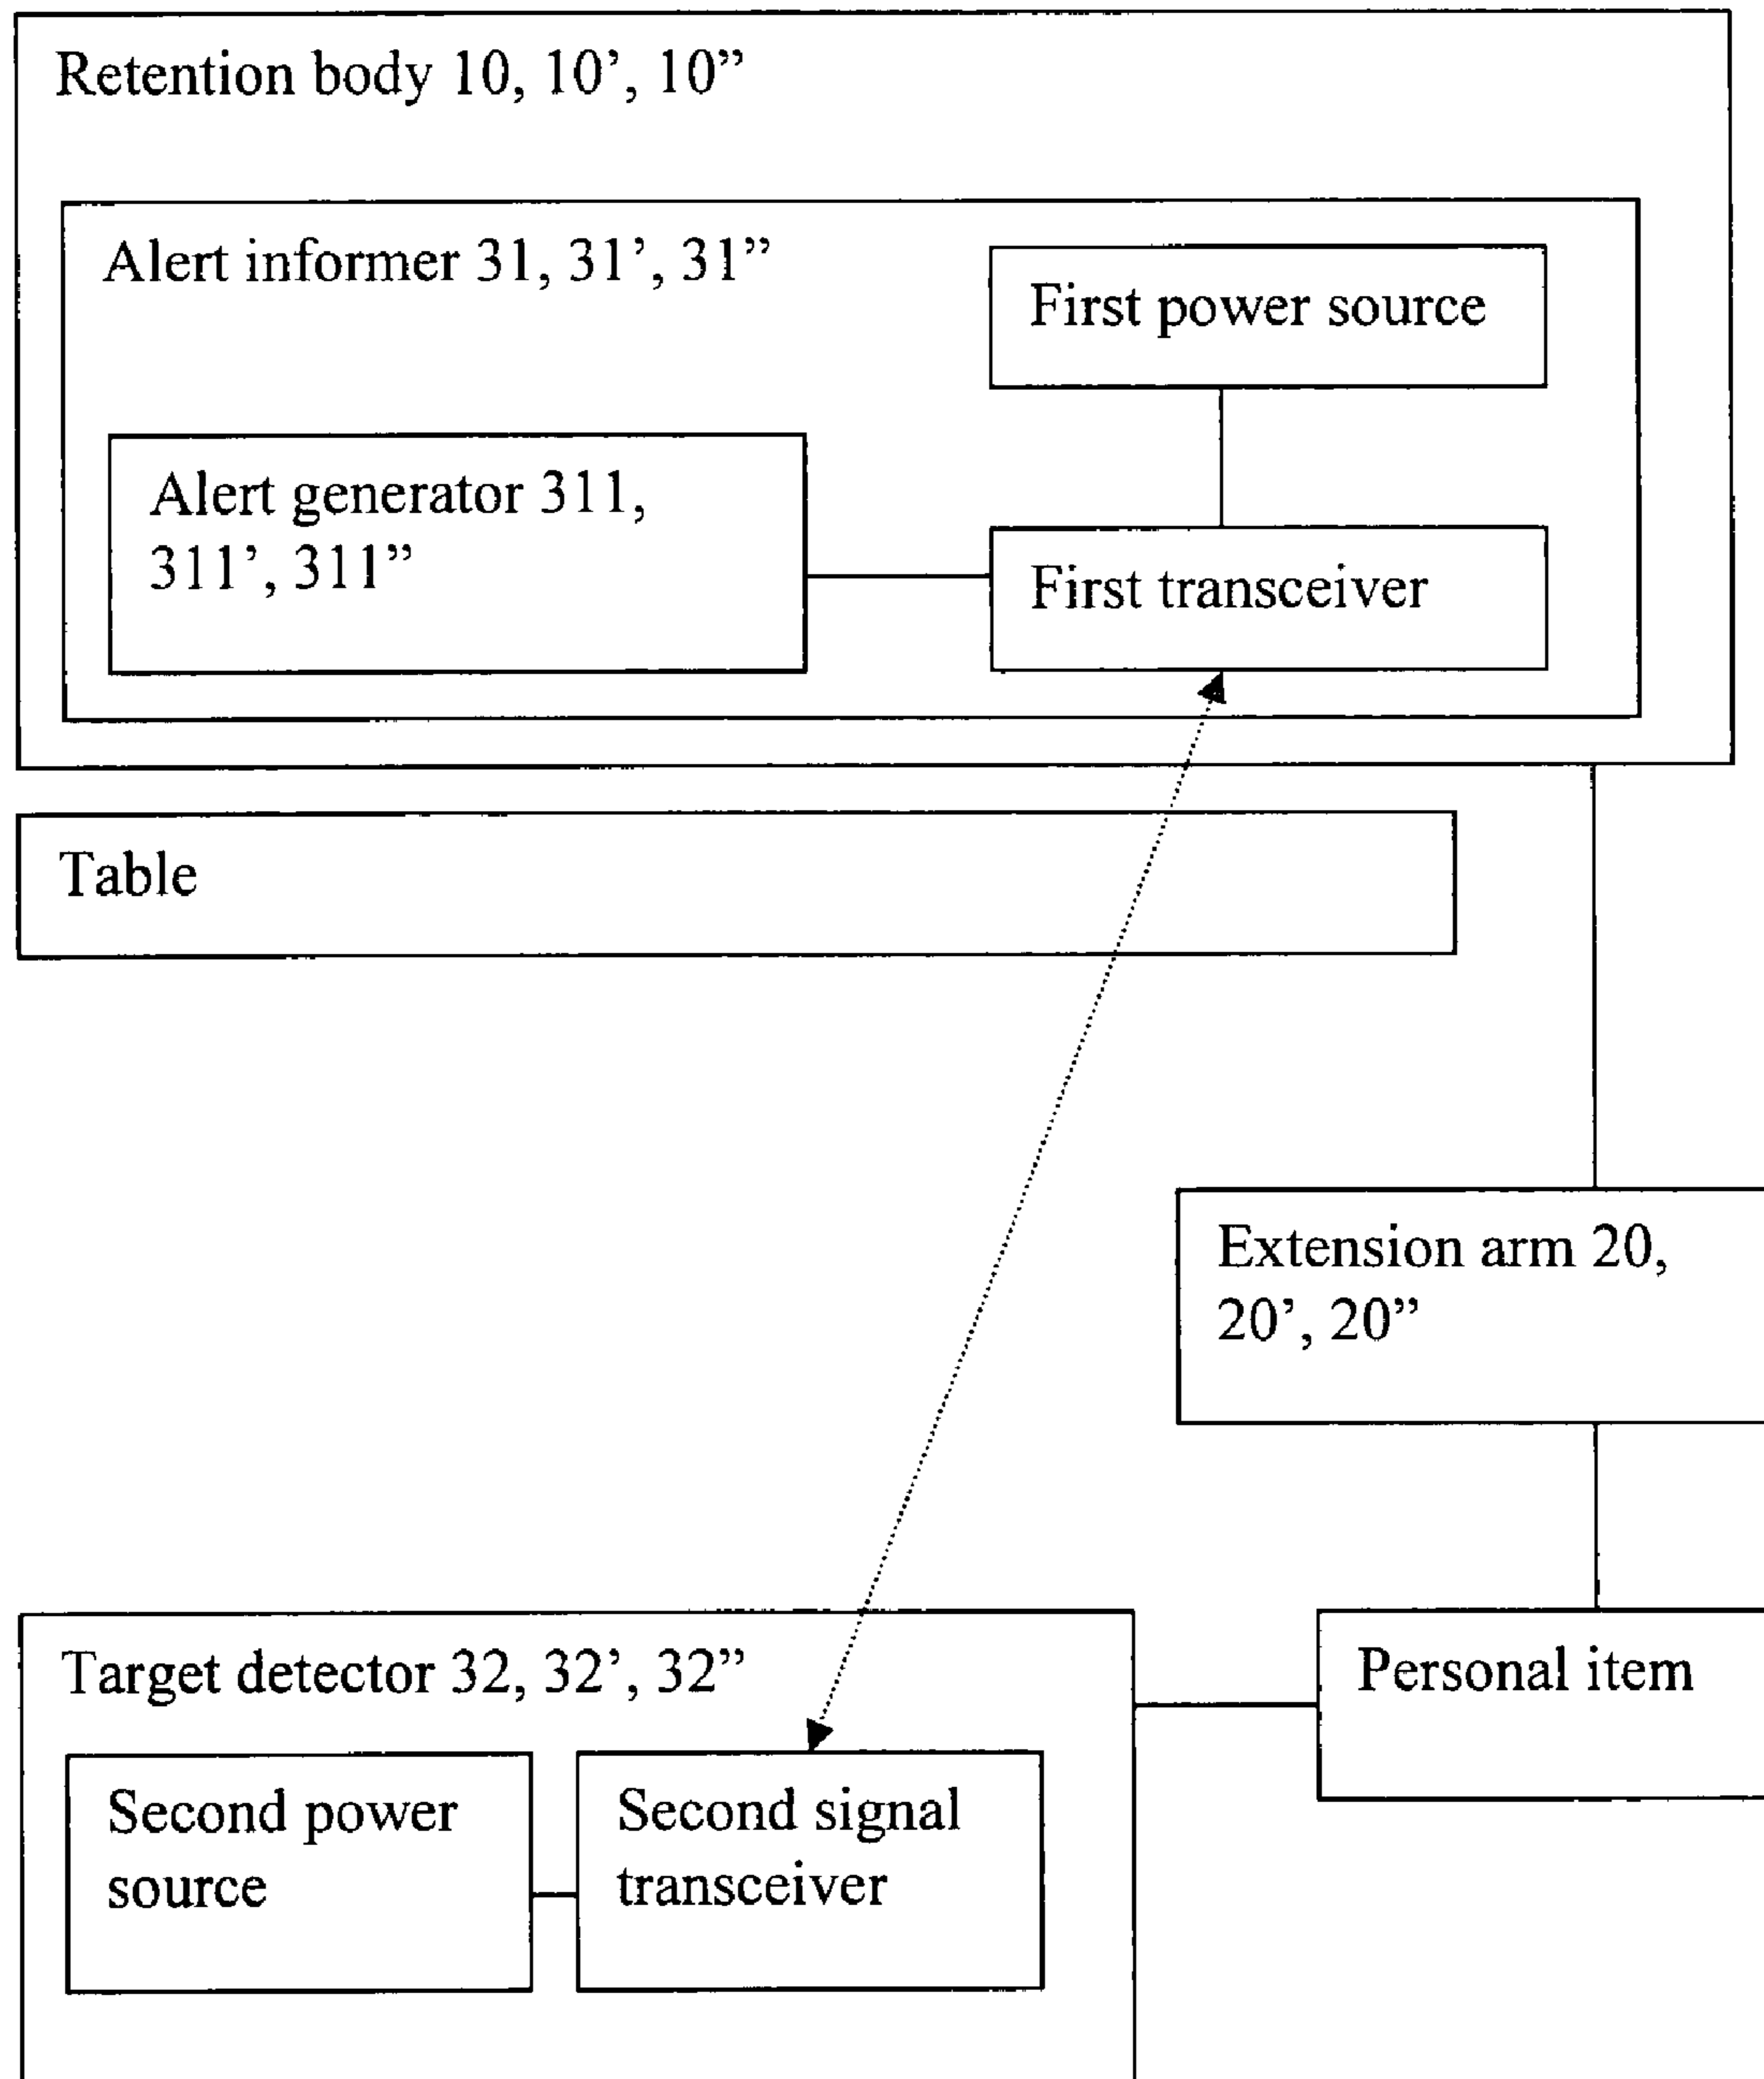 Retention body 10, 10’, 10”
Alert informer 31, 31’, 31”
First power source
Alert generator 311,
311’, 311”
First transceiver
Table
Extension arm 20,
20’, 20”
Target detector 32, 32’, 32”
Personal item
Second power
source
Second signal
transceiver